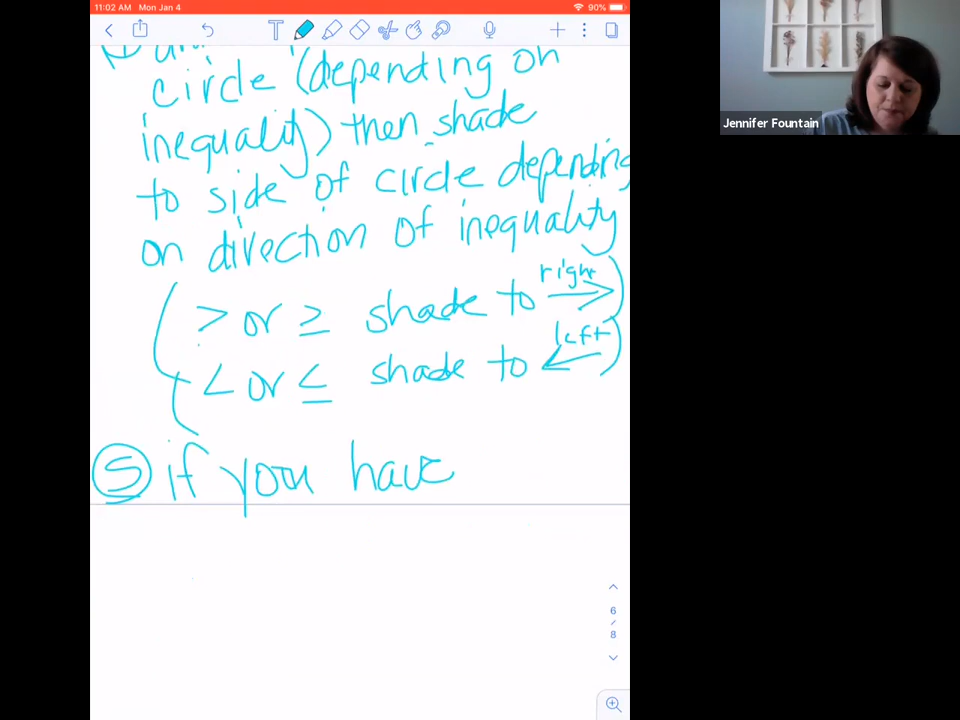 11:02 AM Mon Jan 4
90%
T
circle (depending on
inequality) then shade
to side of circle depending
on direction of inequality
(> or ≥ shade to right →)
(< or ≤ shade to left ←)
5 if you have
6
/
8
Jennifer Fountain